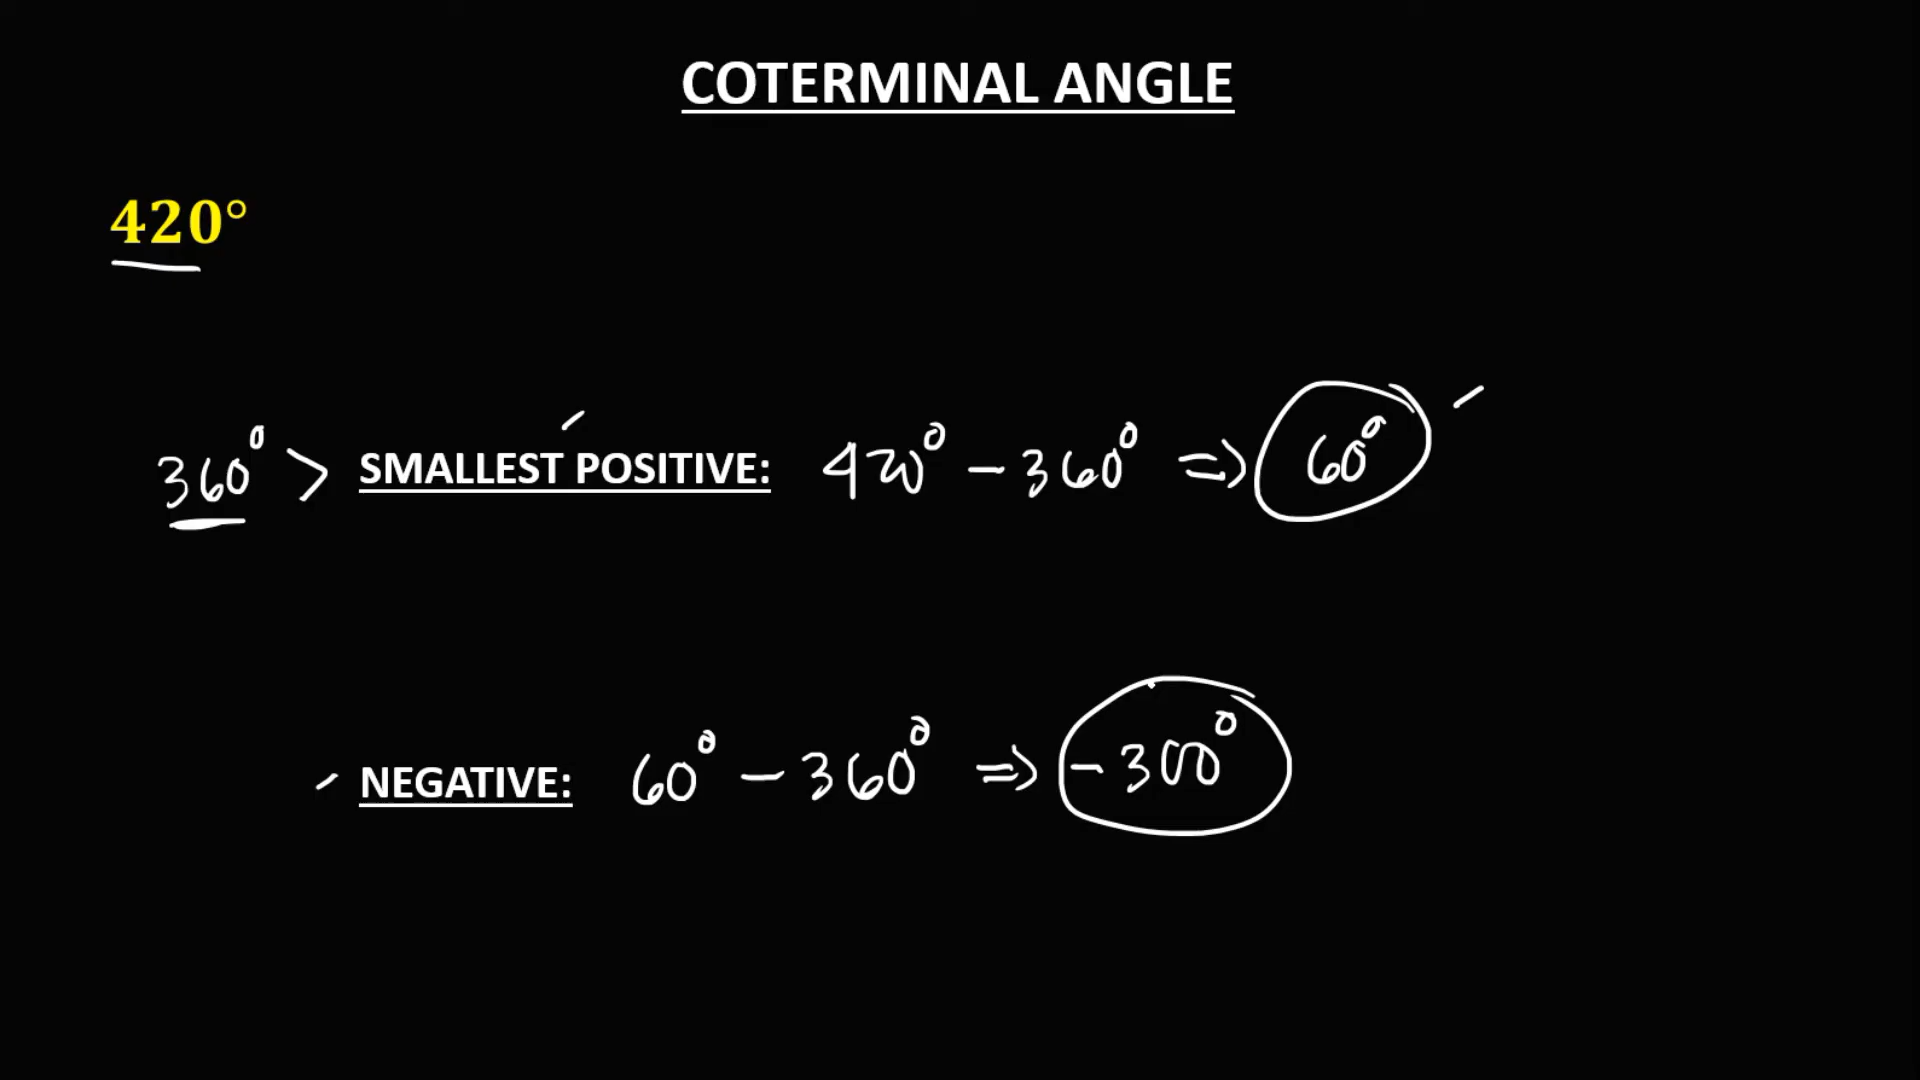 COTERMINAL ANGLE
420°
360° > SMALLEST POSITIVE: 420° - 360° => 60°
NEGATIVE: 60° - 360° => -300°